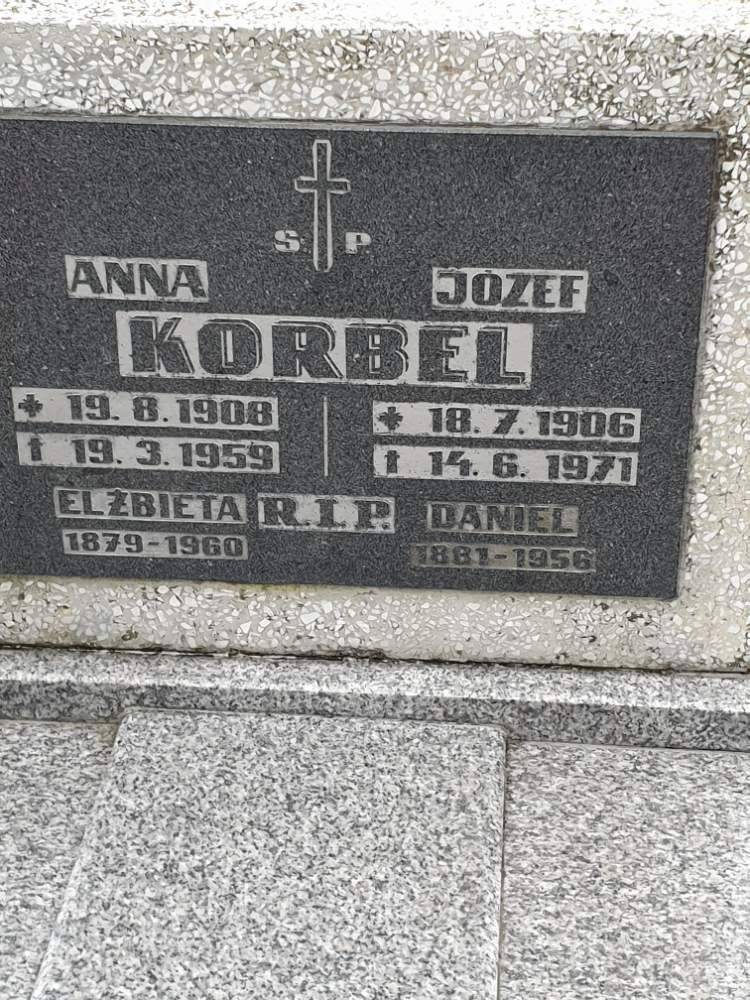 S. P.
ANNA JÓZEF
KORBEL
* 19. 8. 1908 * 18. 7. 1906
† 19. 3. 1959 † 14. 6. 1971
ELŻBIETA R.I.P. DANIEL
1879-1960 1881-1956